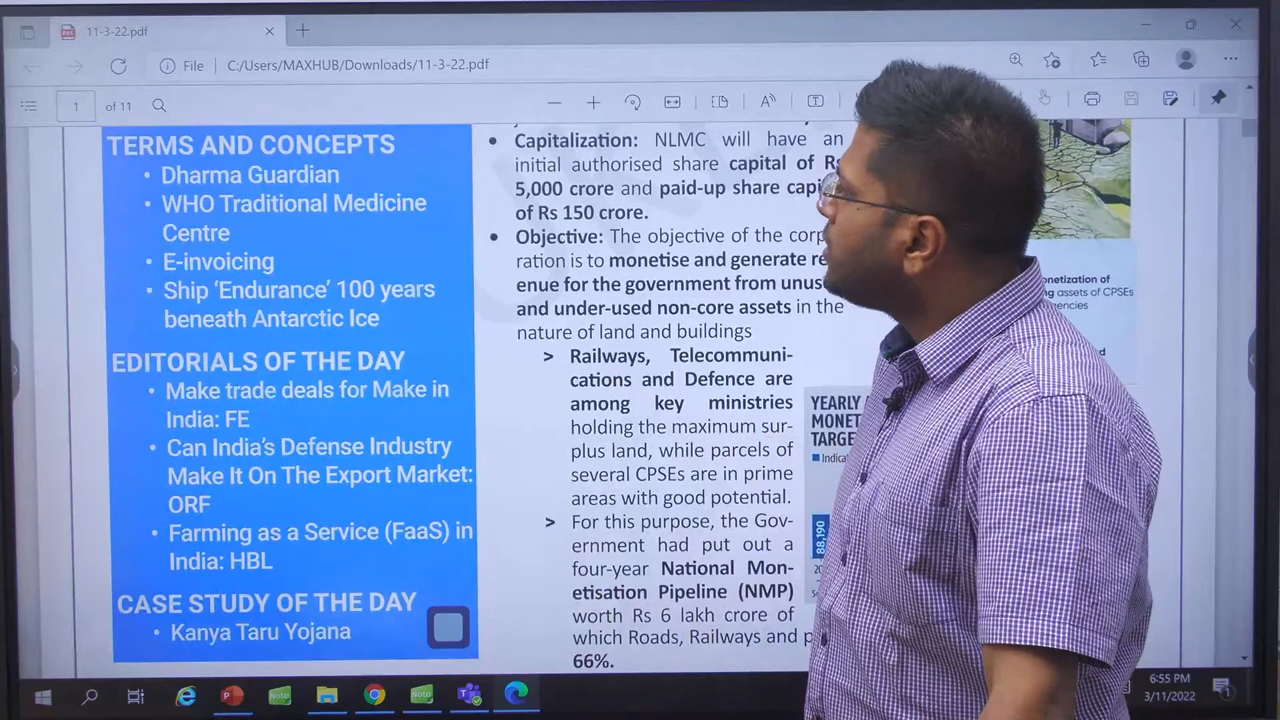 11-3-22.pdf
File
C:/Users/MAXHUB/Downloads/11-3-22.pdf
1
of 11
TERMS AND CONCEPTS
• Dharma Guardian
• WHO Traditional Medicine
Centre
• E-invoicing
• Ship ‘Endurance’ 100 years
beneath Antarctic Ice
EDITORIALS OF THE DAY
• Make trade deals for Make in
India: FE
• Can India’s Defense Industry
Make It On The Export Market:
ORF
• Farming as a Service (FaaS) in
India: HBL
CASE STUDY OF THE DAY
• Kanya Taru Yojana
• Capitalization: NLMC will have an
initial authorised share capital of Rs
5,000 crore and paid-up share
of Rs 150 crore.
• Objective: The objective of the
ration is to monetise and generate
enue for the government from
and under-used non-core assets in the
nature of land and buildings
> Railways, Telecommuni-
cations and Defence are
among key ministries
holding the maximum sur-
plus land, while parcels of
several CPSEs are in prime
areas with good potential.
> For this purpose, the Gov-
ernment had put out a
four-year National Mon-
etisation Pipeline (NMP)
worth Rs 6 lakh crore of
which Roads, Railways and
66%.
onetization of
assets of CPSEs
YEARLY
MONET
TARGE
88,190
6:55 PM
3/11/2022